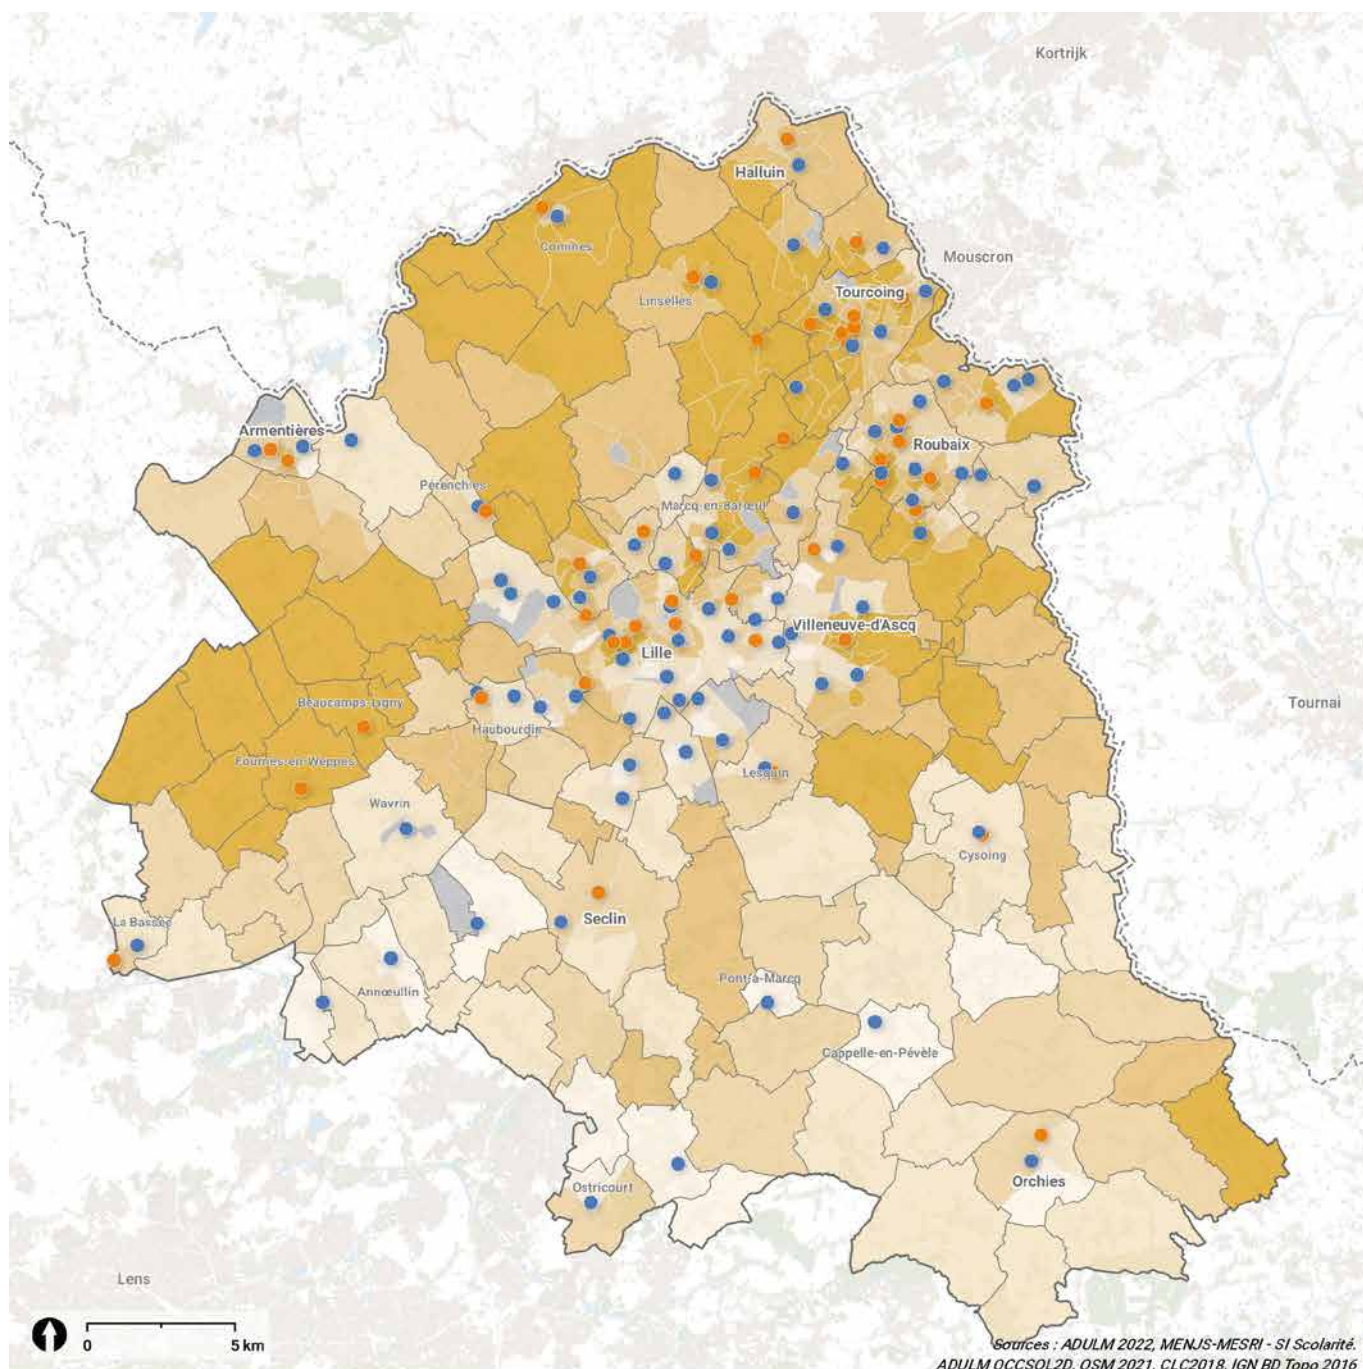 Kortrijk
Halluin
Comines
Mouscron
Tourcoing
Linselles
Armentières
Roubaix
Pérenchies
Marcq-en-Barœul
Villeneuve-d'Ascq
Lille
Beaucamps-Ligny
Tournai
Haubourdin
Fournes-en-Weppes
Lesquin
Wavrin
Cysoing
La Bassée
Seclin
Pont-à-Marcq
Annœullin
Cappelle-en-Pévèle
Orchies
Ostricourt
Lens
0 5 km
Sources : ADULM 2022, MENJS-MESRI - SI Scolarité.
ADULM OCCSOL2D, OSM 2021, CLC2018, IGN BD Topo 2019